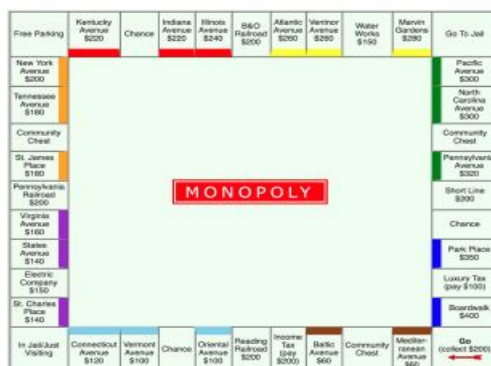 Free Parking
Kentucky
Avenue
$220
Chance
Indiana
Avenue
$220
Illinois
Avenue
$240
B&O
Railroad
$200
Atlantic
Avenue
$260
Ventnor
Avenue
$260
Water
Works
$150
Marvin
Gardens
$280
Go To Jail
New York
Avenue
$200
Tennessee
Avenue
$180
Community
Chest
St. James
Place
$180
Pennsylvania
Railroad
$200
Virginia
Avenue
$160
States
Avenue
$140
Electric
Company
$150
St. Charles
Place
$140
MONOPOLY
Pacific
Avenue
$300
North
Carolina
Avenue
$300
Community
Chest
Pennsylvania
Avenue
$320
Short Line
$200
Chance
Park Place
$350
Luxury Tax
(pay $100)
Boardwalk
$400
In Jail/Just
Visiting
Connecticut
Avenue
$120
Vermont
Avenue
$100
Chance
Oriental
Avenue
$100
Reading
Railroad
$200
Income
Tax
(pay
$200)
Baltic
Avenue
$60
Community
Chest
Mediter-
ranean
Avenue
$60
Go
(collect $200)